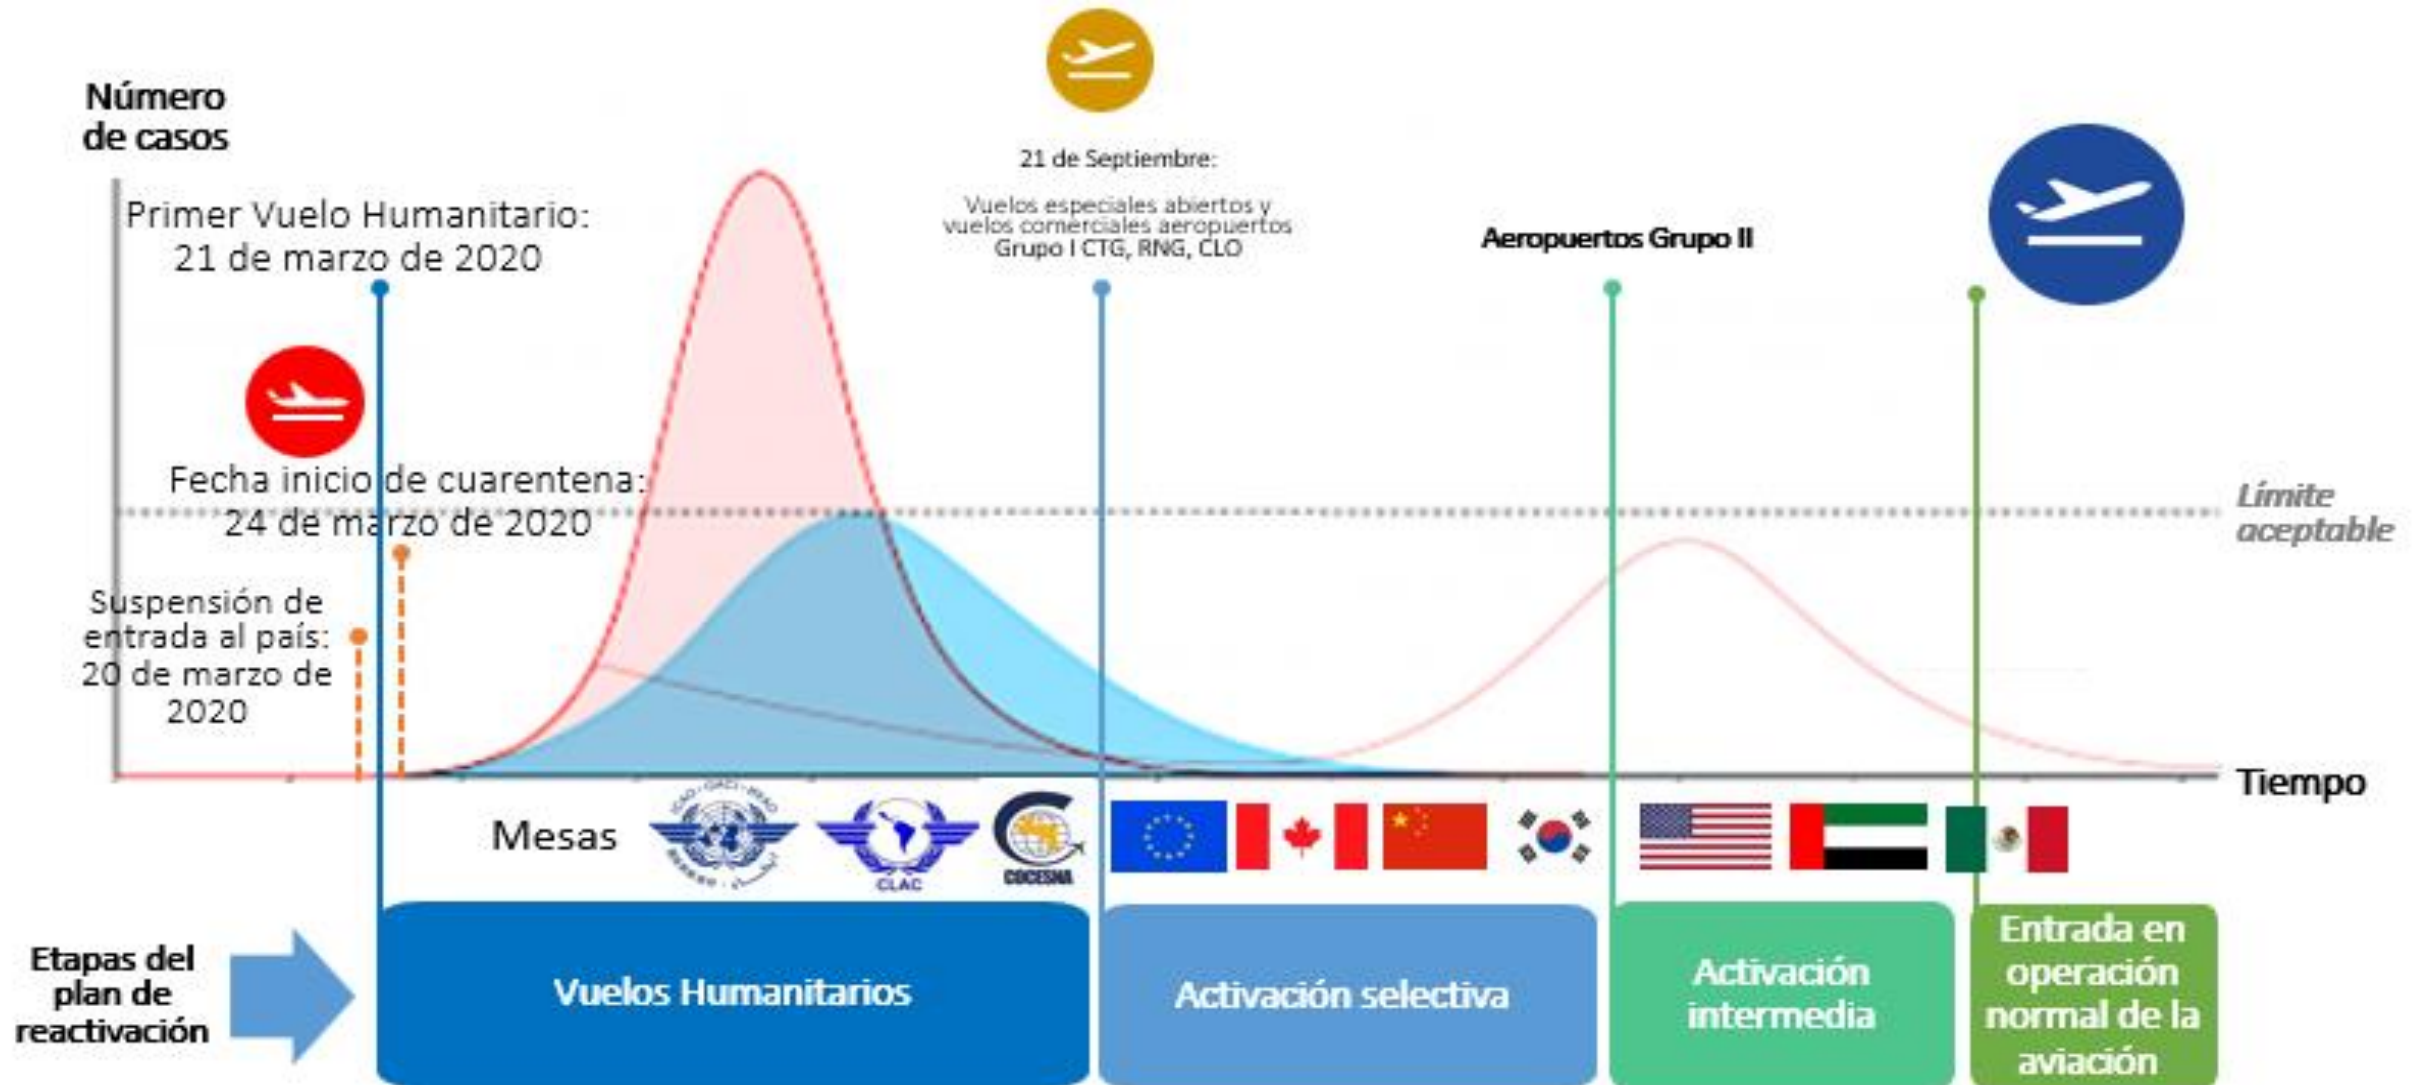 Número
de casos
21 de Septiembre:
Vuelos especiales abiertos y
vuelos comerciales aeropuertos
Grupo I CTG, RNG, CLO
Primer Vuelo Humanitario:
21 de marzo de 2020
Aeropuertos Grupo II
Fecha inicio de cuarentena:
24 de marzo de 2020
Límite
aceptable
Suspensión de
entrada al país:
20 de marzo de
2020
Tiempo
Mesas
ICAO · OACI · ИКАО
CLAC
COCESNA
Etapas del
plan de
reactivación
Vuelos Humanitarios
Activación selectiva
Activación
intermedia
Entrada en
operación
normal de la
aviación